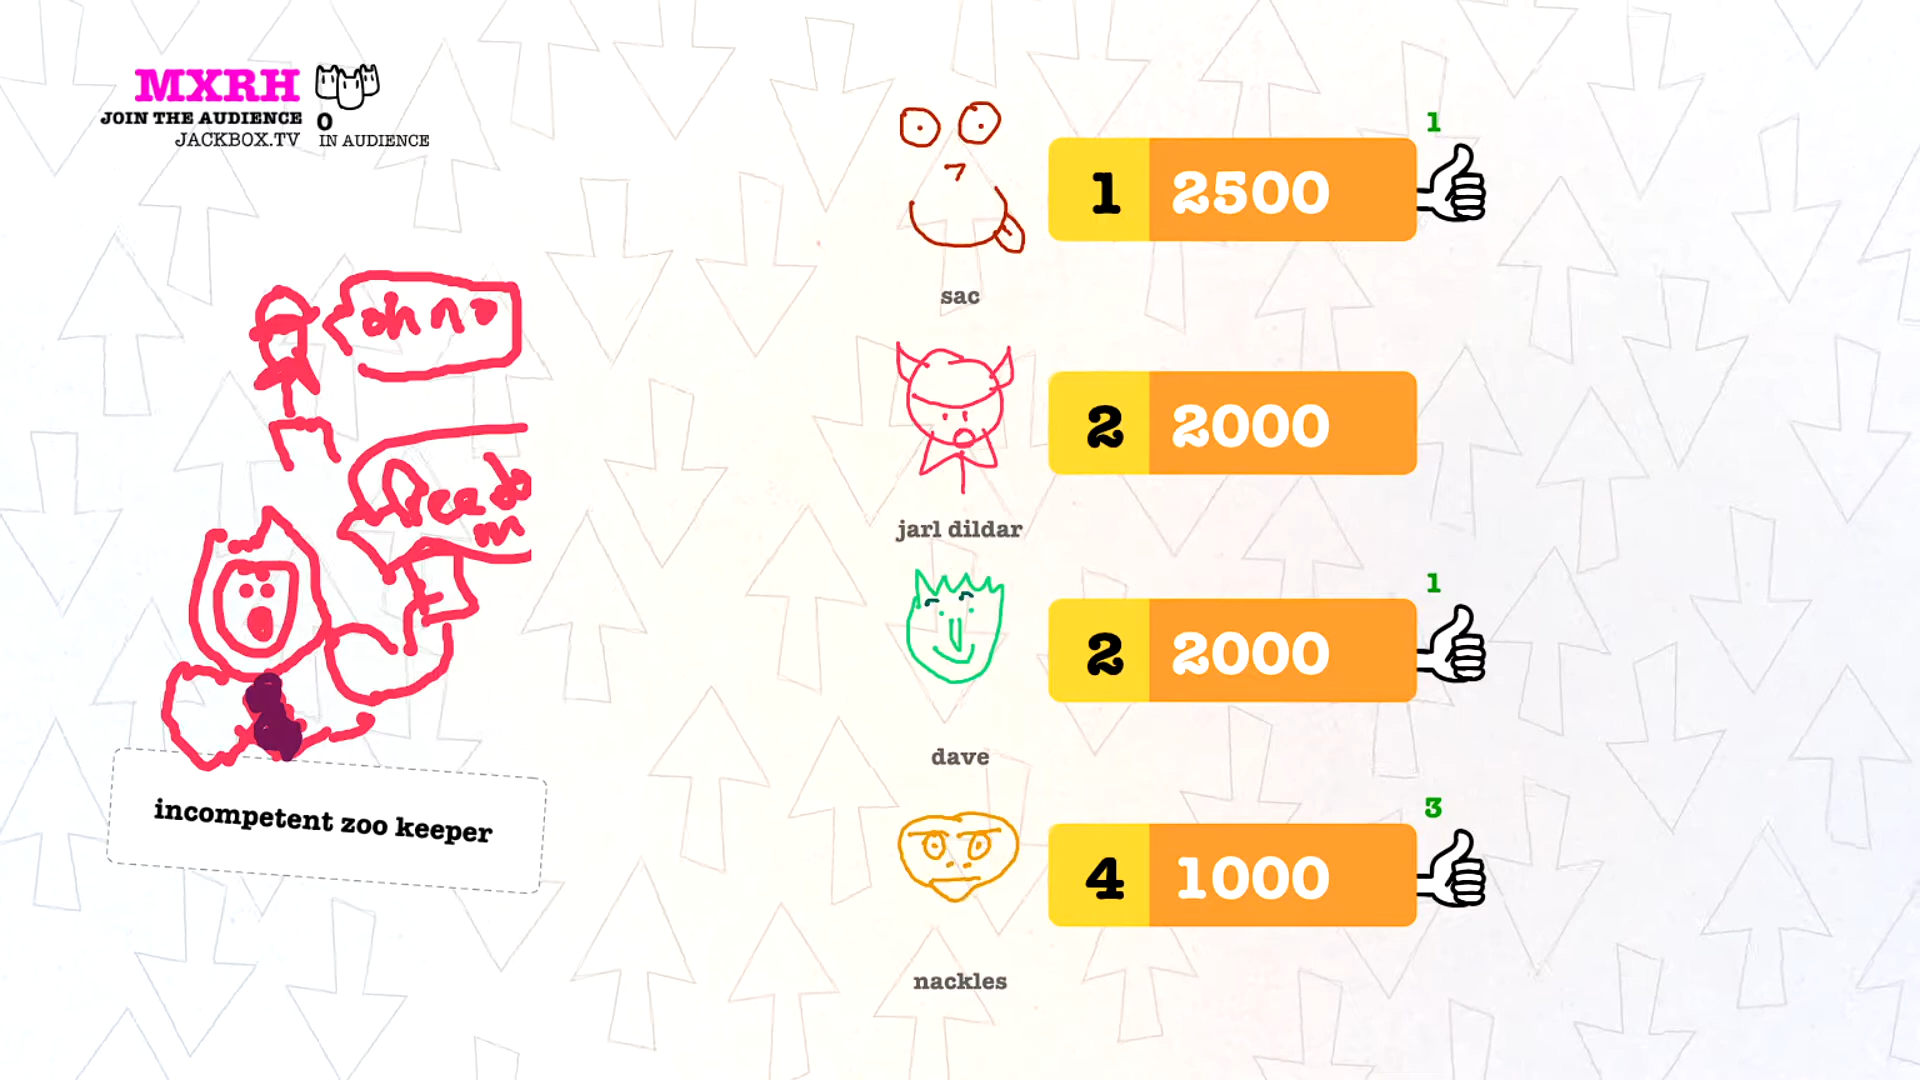 MXRH
JOIN THE AUDIENCE
JACKBOX.TV
0
IN AUDIENCE
oh no
freedo
m
incompetent zoo keeper
1 2500
1
sac
2 2000
jarl dildar
2 2000
1
dave
4 1000
3
nackles